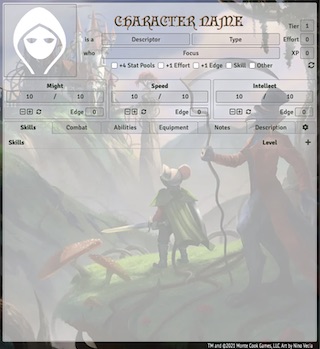 CHARACTER NAME
Tier 1
is a Descriptor Type Effort 0
who Focus XP 0
+4 Stat Pools +1 Effort +1 Edge Skill Other
Might Speed Intellect
10 / 10 10 / 10 10 / 10
Edge 0 Edge 0 Edge 0
Skills Combat Abilities Equipment Notes Description
Skills Level +
TM and ©2021 Monte Cook Games, LLC. Art by Nino Vecia